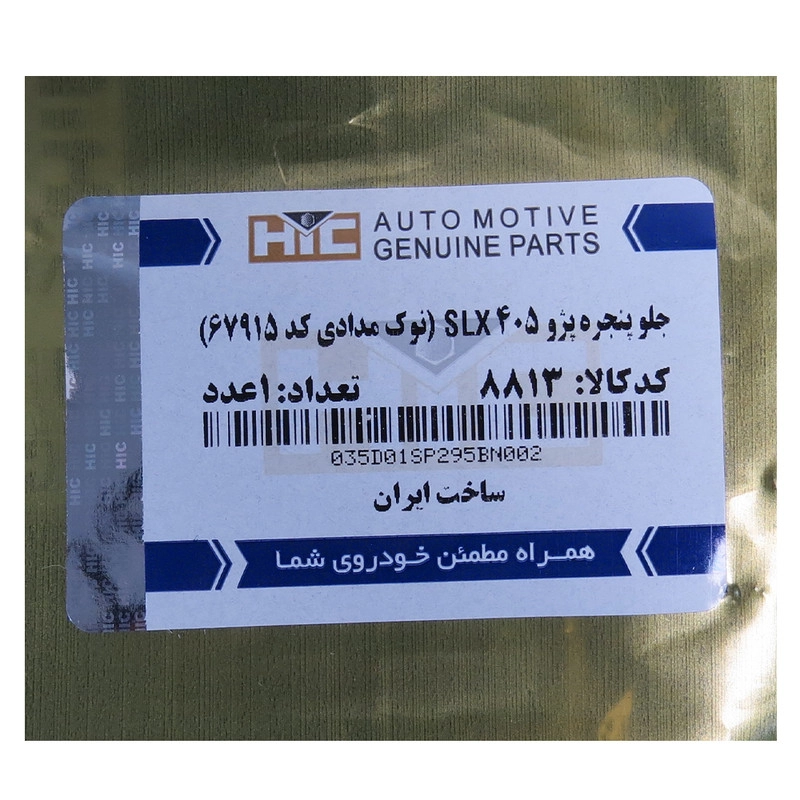 HIC AUTO MOTIVE
GENUINE PARTS
جلو پنجره پژو ۴۰۵ SLX (نوک مدادی کد ۶۷۹۱۵)
کد کالا: ۸۸۱۳ تعداد: ۱عدد
035D01SP295BN002
ساخت ایران
همراه مطمئن خودروی شما